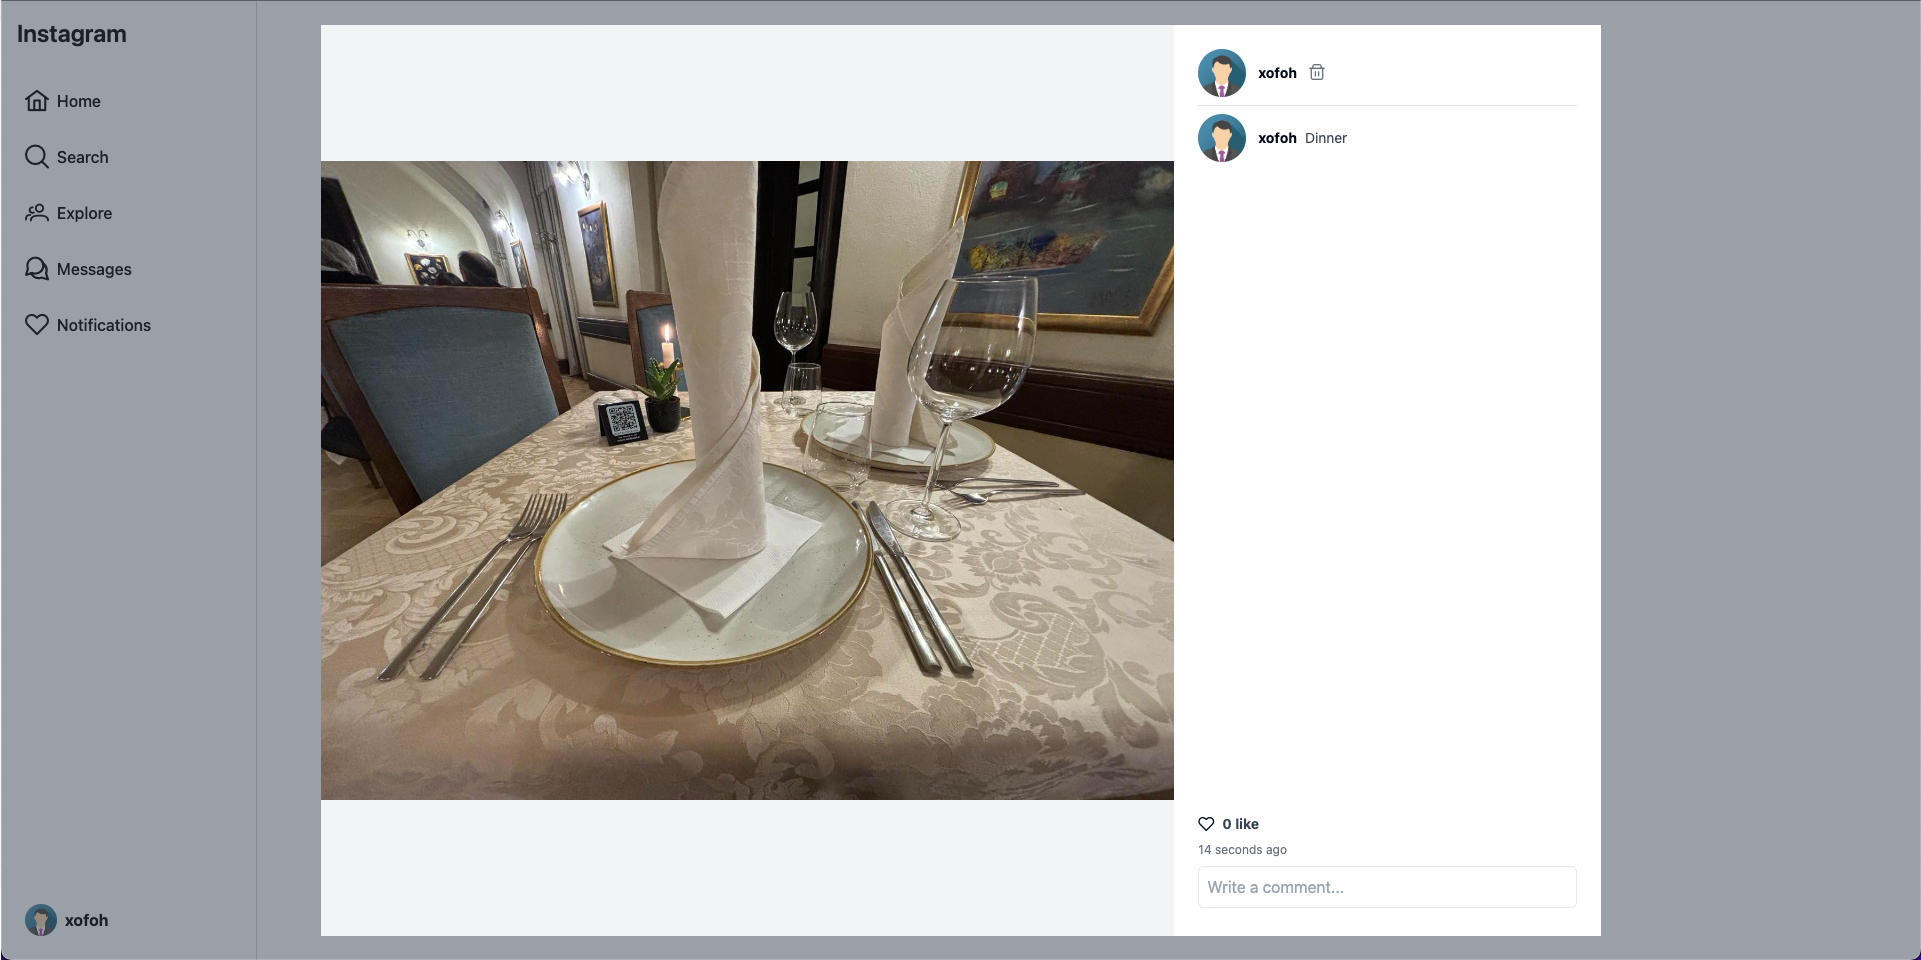 Instagram
Home
Search
Explore
Messages
Notifications
xofoh
xofoh
xofoh Dinner
0 like
14 seconds ago
Write a comment...